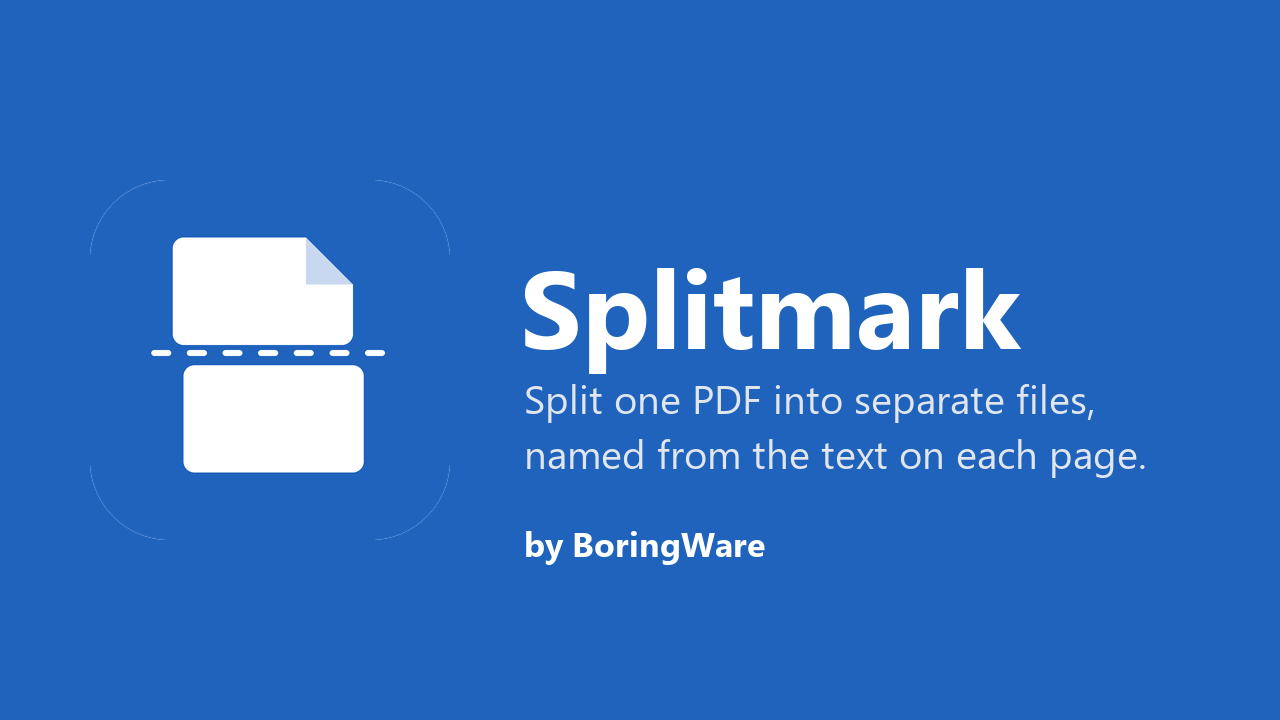 Splitmark
Split one PDF into separate files,
named from the text on each page.
by BoringWare